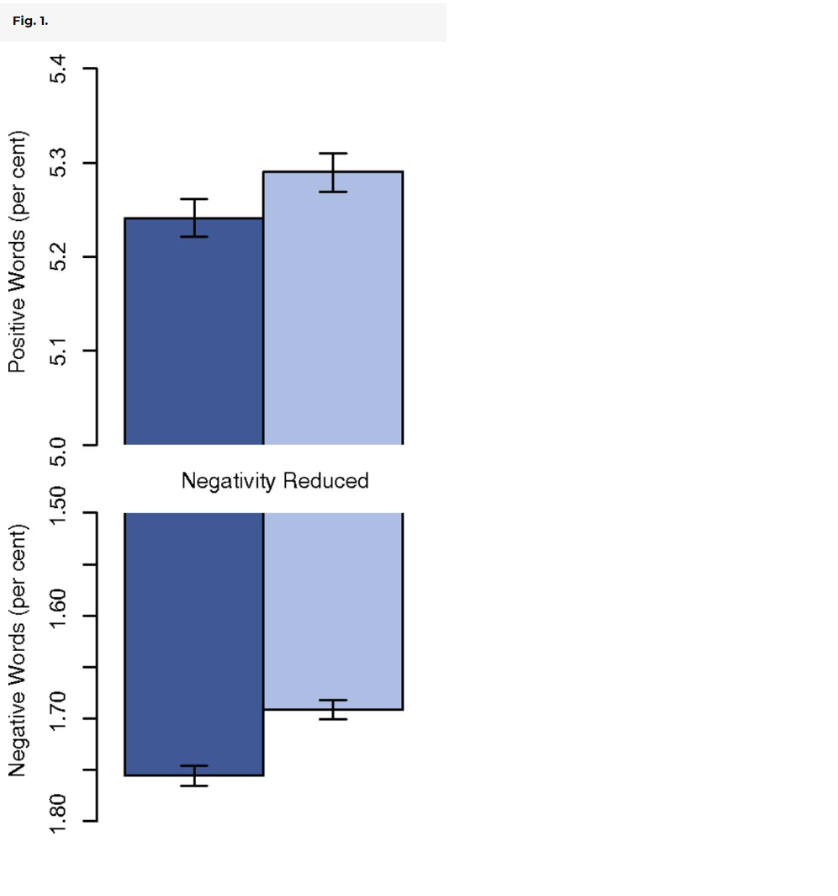 Fig. 1.
Positive Words (per cent)
5.4
5.3
5.2
5.1
5.0
Negativity Reduced
Negative Words (per cent)
1.50
1.60
1.70
1.80